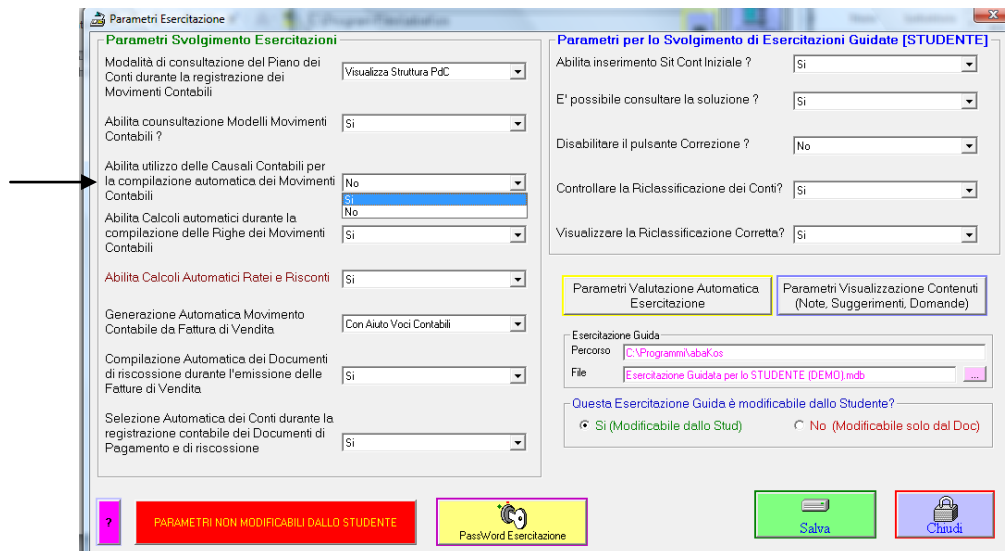 Parametri Esercitazione
Parametri Svolgimento Esercitazioni
Modalità di consultazione del Piano dei
Conti durante la registrazione dei
Movimenti Contabili
Visualizza Struttura PdC
Abilita counsultazione Modelli Movimenti
Contabili ?
Si
Abilita utilizzo delle Causali Contabili per
la compilazione automatica dei Movimenti
Contabili
No
Si
No
Abilita Calcoli automatici durante la
compilazione delle Righe dei Movimenti
Contabili
Si
Abilita Calcoli Automatici Ratei e Risconti
Si
Generazione Automatica Movimento
Contabile da Fattura di Vendita
Con Aiuto Voci Contabili
Compilazione Automatica dei Documenti
di riscossione durante l'emissione delle
Fatture di Vendita
Si
Selezione Automatica dei Conti durante la
registrazione contabile dei Documenti di
Pagamento e di riscossione
Si
Parametri per lo Svolgimento di Esercitazioni Guidate [STUDENTE]
Abilita inserimento Sit Cont Iniziale ?
Si
E' possibile consultare la soluzione ?
Si
Disabilitare il pulsante Correzione ?
No
Controllare la Riclassificazione dei Conti?
Si
Visualizzare la Riclassificazione Corretta?
Si
Parametri Valutazione Automatica
Esercitazione
Parametri Visualizzazione Contenuti
(Note, Suggerimenti, Domande)
Esercitazione Guida
Percorso
C:\Programmi\abaKos
File
Esercitazione Guidata per lo STUDENTE (DEMO).mdb
...
Questa Esercitazione Guida è modificabile dallo Studente?
Si (Modificabile dallo Stud)
No (Modificabile solo dal Doc)
?
PARAMETRI NON MODIFICABILI DALLO STUDENTE
PassWord Esercitazione
Salva
Chiudi